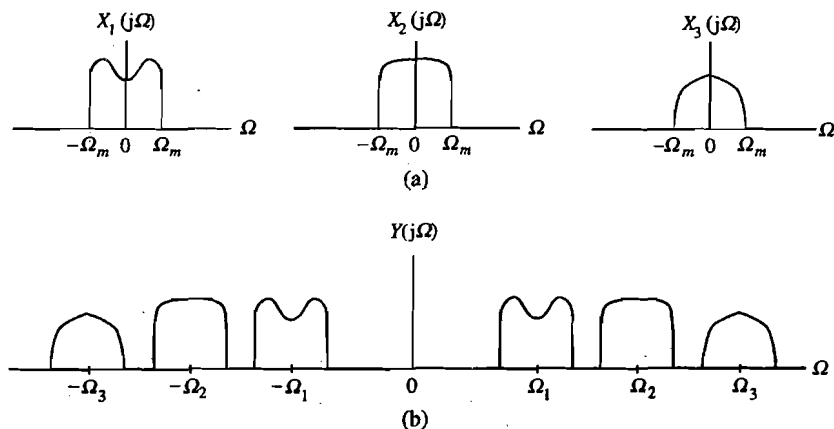 X₁(jΩ) X₂(jΩ) X₃(jΩ)
−Ωₘ 0 Ωₘ Ω −Ωₘ 0 Ωₘ Ω −Ωₘ 0 Ωₘ Ω
(a)
Y(jΩ)
−Ω₃ −Ω₂ −Ω₁ 0 Ω₁ Ω₂ Ω₃ Ω
(b)